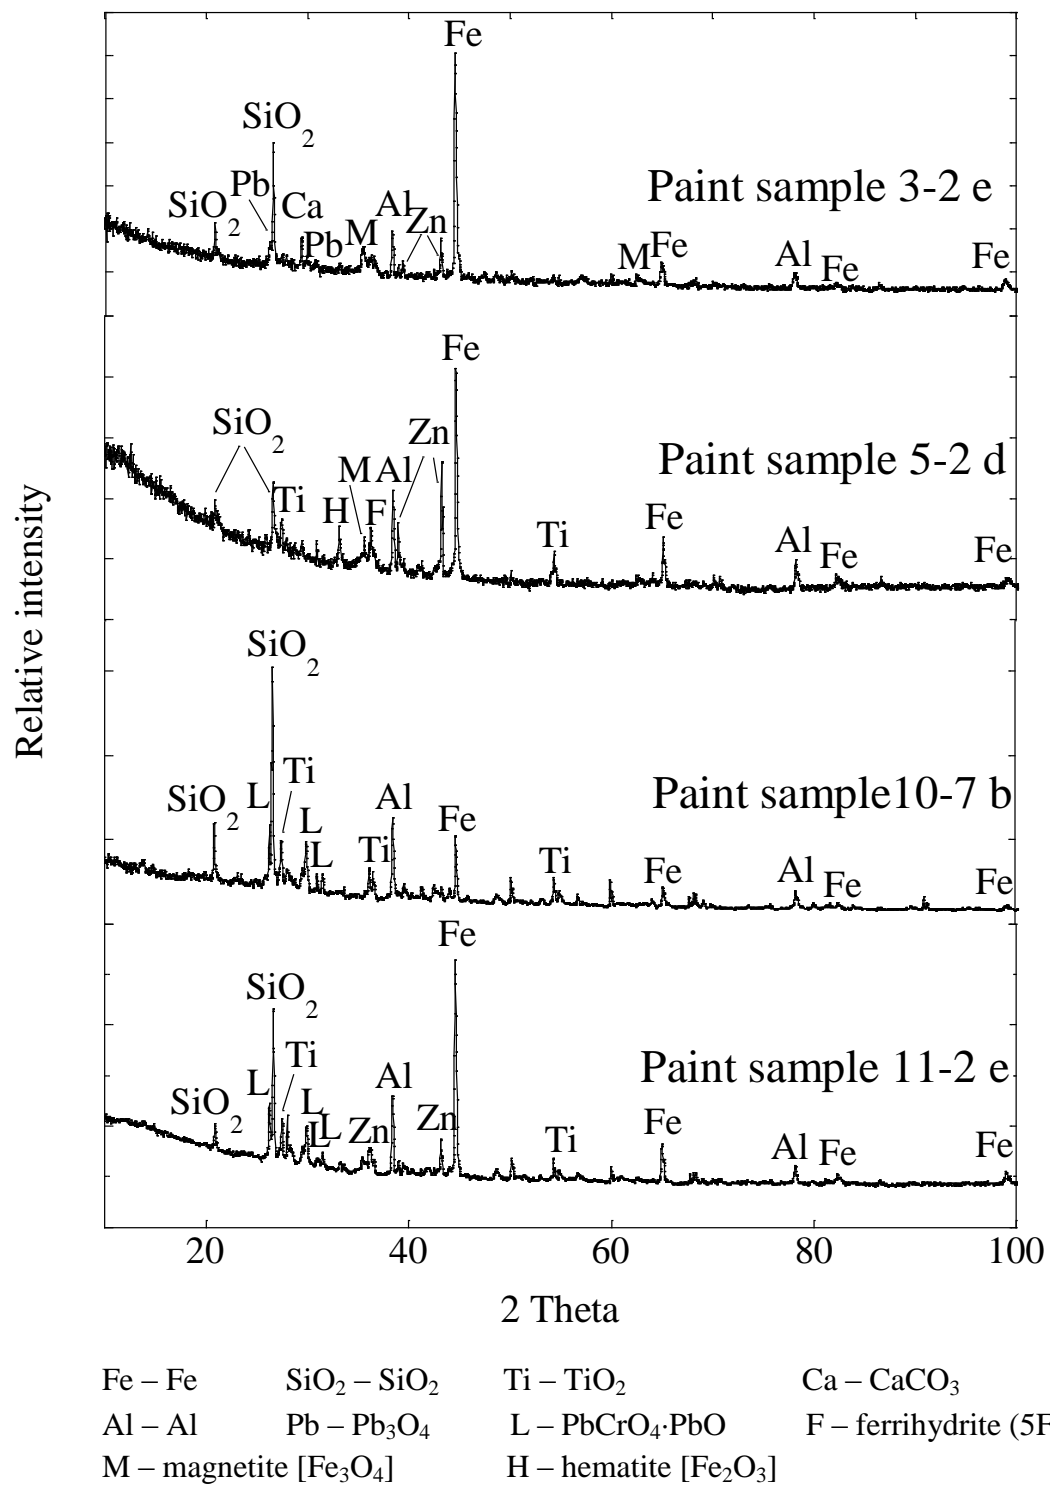 Fe
SiO2
Pb
SiO2
Ca
Pb
M
Al
Zn
Paint sample 3-2 e
M
Fe
Al
Fe
Fe
Fe
SiO2
Zn
Paint sample 5-2 d
M
Al
Ti
H
F
Ti
Fe
Al
Fe
Fe
Relative intensity
SiO2
Ti
L
SiO2
L
L
Ti
Al
Fe
Paint sample10-7 b
Ti
Fe
Al
Fe
Fe
Fe
SiO2
Ti
L
SiO2
L
L
L
Zn
Al
Zn
Paint sample 11-2 e
Ti
Fe
Al
Fe
Fe
20 40 60 80 100
2 Theta
Fe – Fe SiO2 – SiO2 Ti – TiO2 Ca – CaCO3
Al – Al Pb – Pb3O4 L – PbCrO4·PbO F – ferrihydrite (5F
M – magnetite [Fe3O4] H – hematite [Fe2O3]